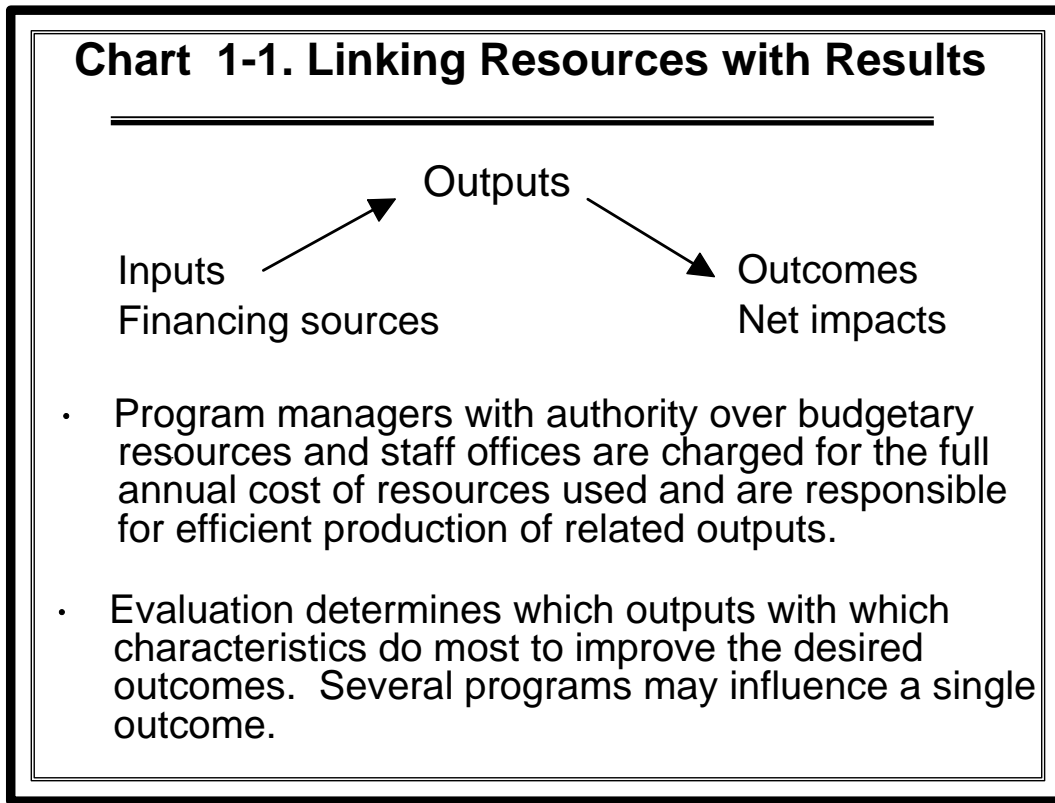 Chart 1-1. Linking Resources with Results
Outputs
Inputs
Financing sources
Outcomes
Net impacts
· Program managers with authority over budgetary
resources and staff offices are charged for the full
annual cost of resources used and are responsible
for efficient production of related outputs.
· Evaluation determines which outputs with which
characteristics do most to improve the desired
outcomes. Several programs may influence a single
outcome.